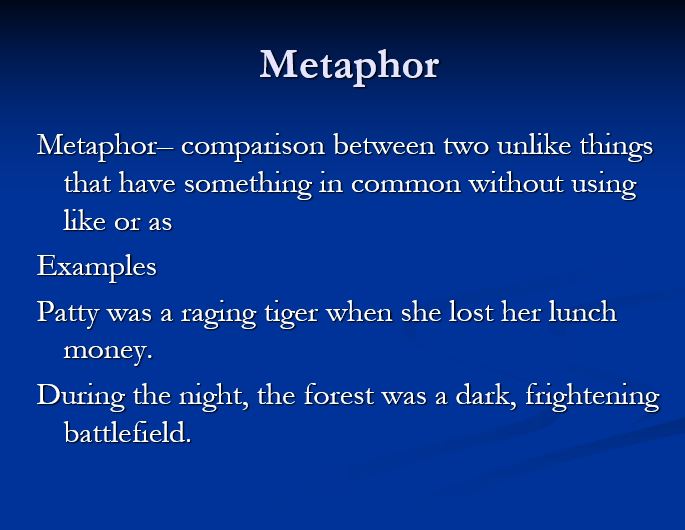 Metaphor
Metaphor– comparison between two unlike things
that have something in common without using
like or as
Examples
Patty was a raging tiger when she lost her lunch
money.
During the night, the forest was a dark, frightening
battlefield.